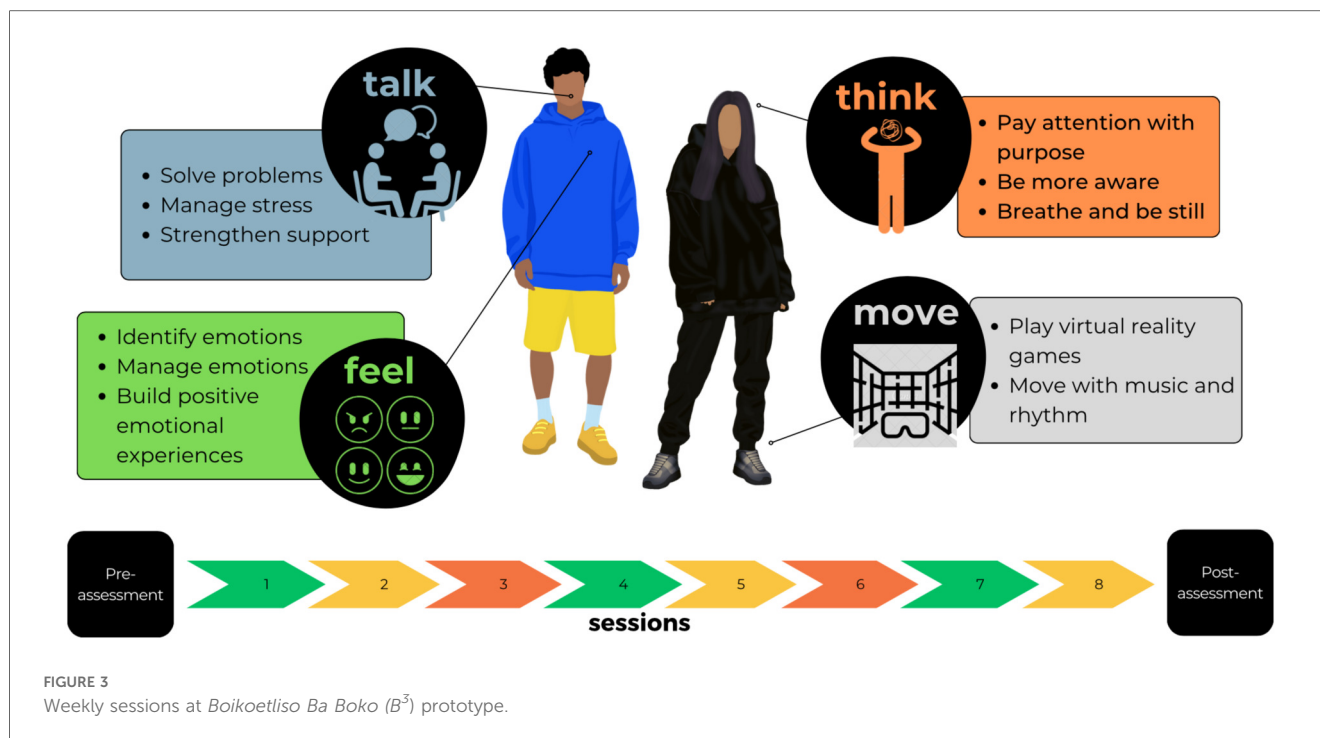 talk
• Solve problems
• Manage stress
• Strengthen support
think
• Pay attention with
purpose
• Be more aware
• Breathe and be still
• Identify emotions
• Manage emotions
• Build positive
emotional
experiences
feel
move
• Play virtual reality
games
• Move with music and
rhythm
Pre-
assessment
1
2
3
4
5
6
7
8
Post-
assessment
sessions
FIGURE 3
Weekly sessions at Boikoetliso Ba Boko (B³) prototype.